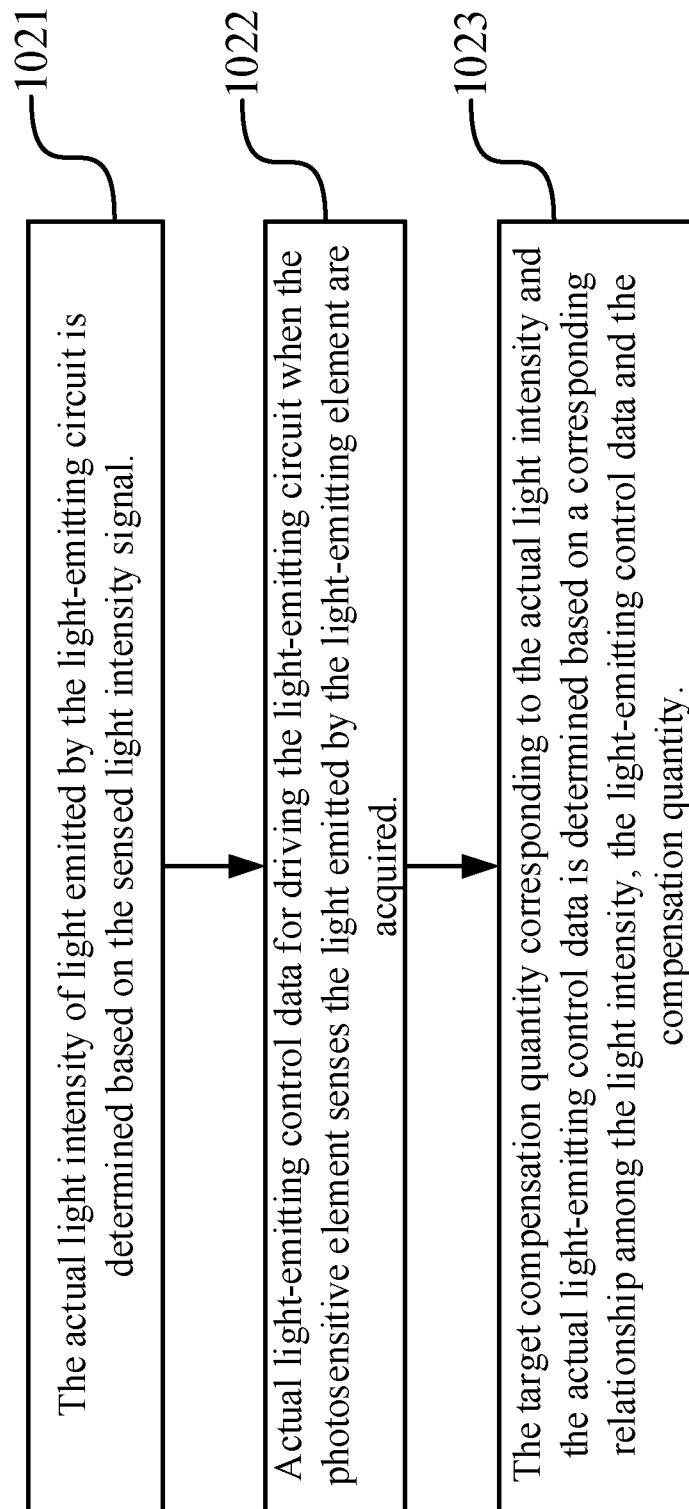 The actual light intensity of light emitted by the light-emitting circuit is
determined based on the sensed light intensity signal.
1021
Actual light-emitting control data for driving the light-emitting circuit when the
photosensitive element senses the light emitted by the light-emitting element are
acquired.
1022
The target compensation quantity corresponding to the actual light intensity and
the actual light-emitting control data is determined based on a corresponding
relationship among the light intensity, the light-emitting control data and the
compensation quantity.
1023